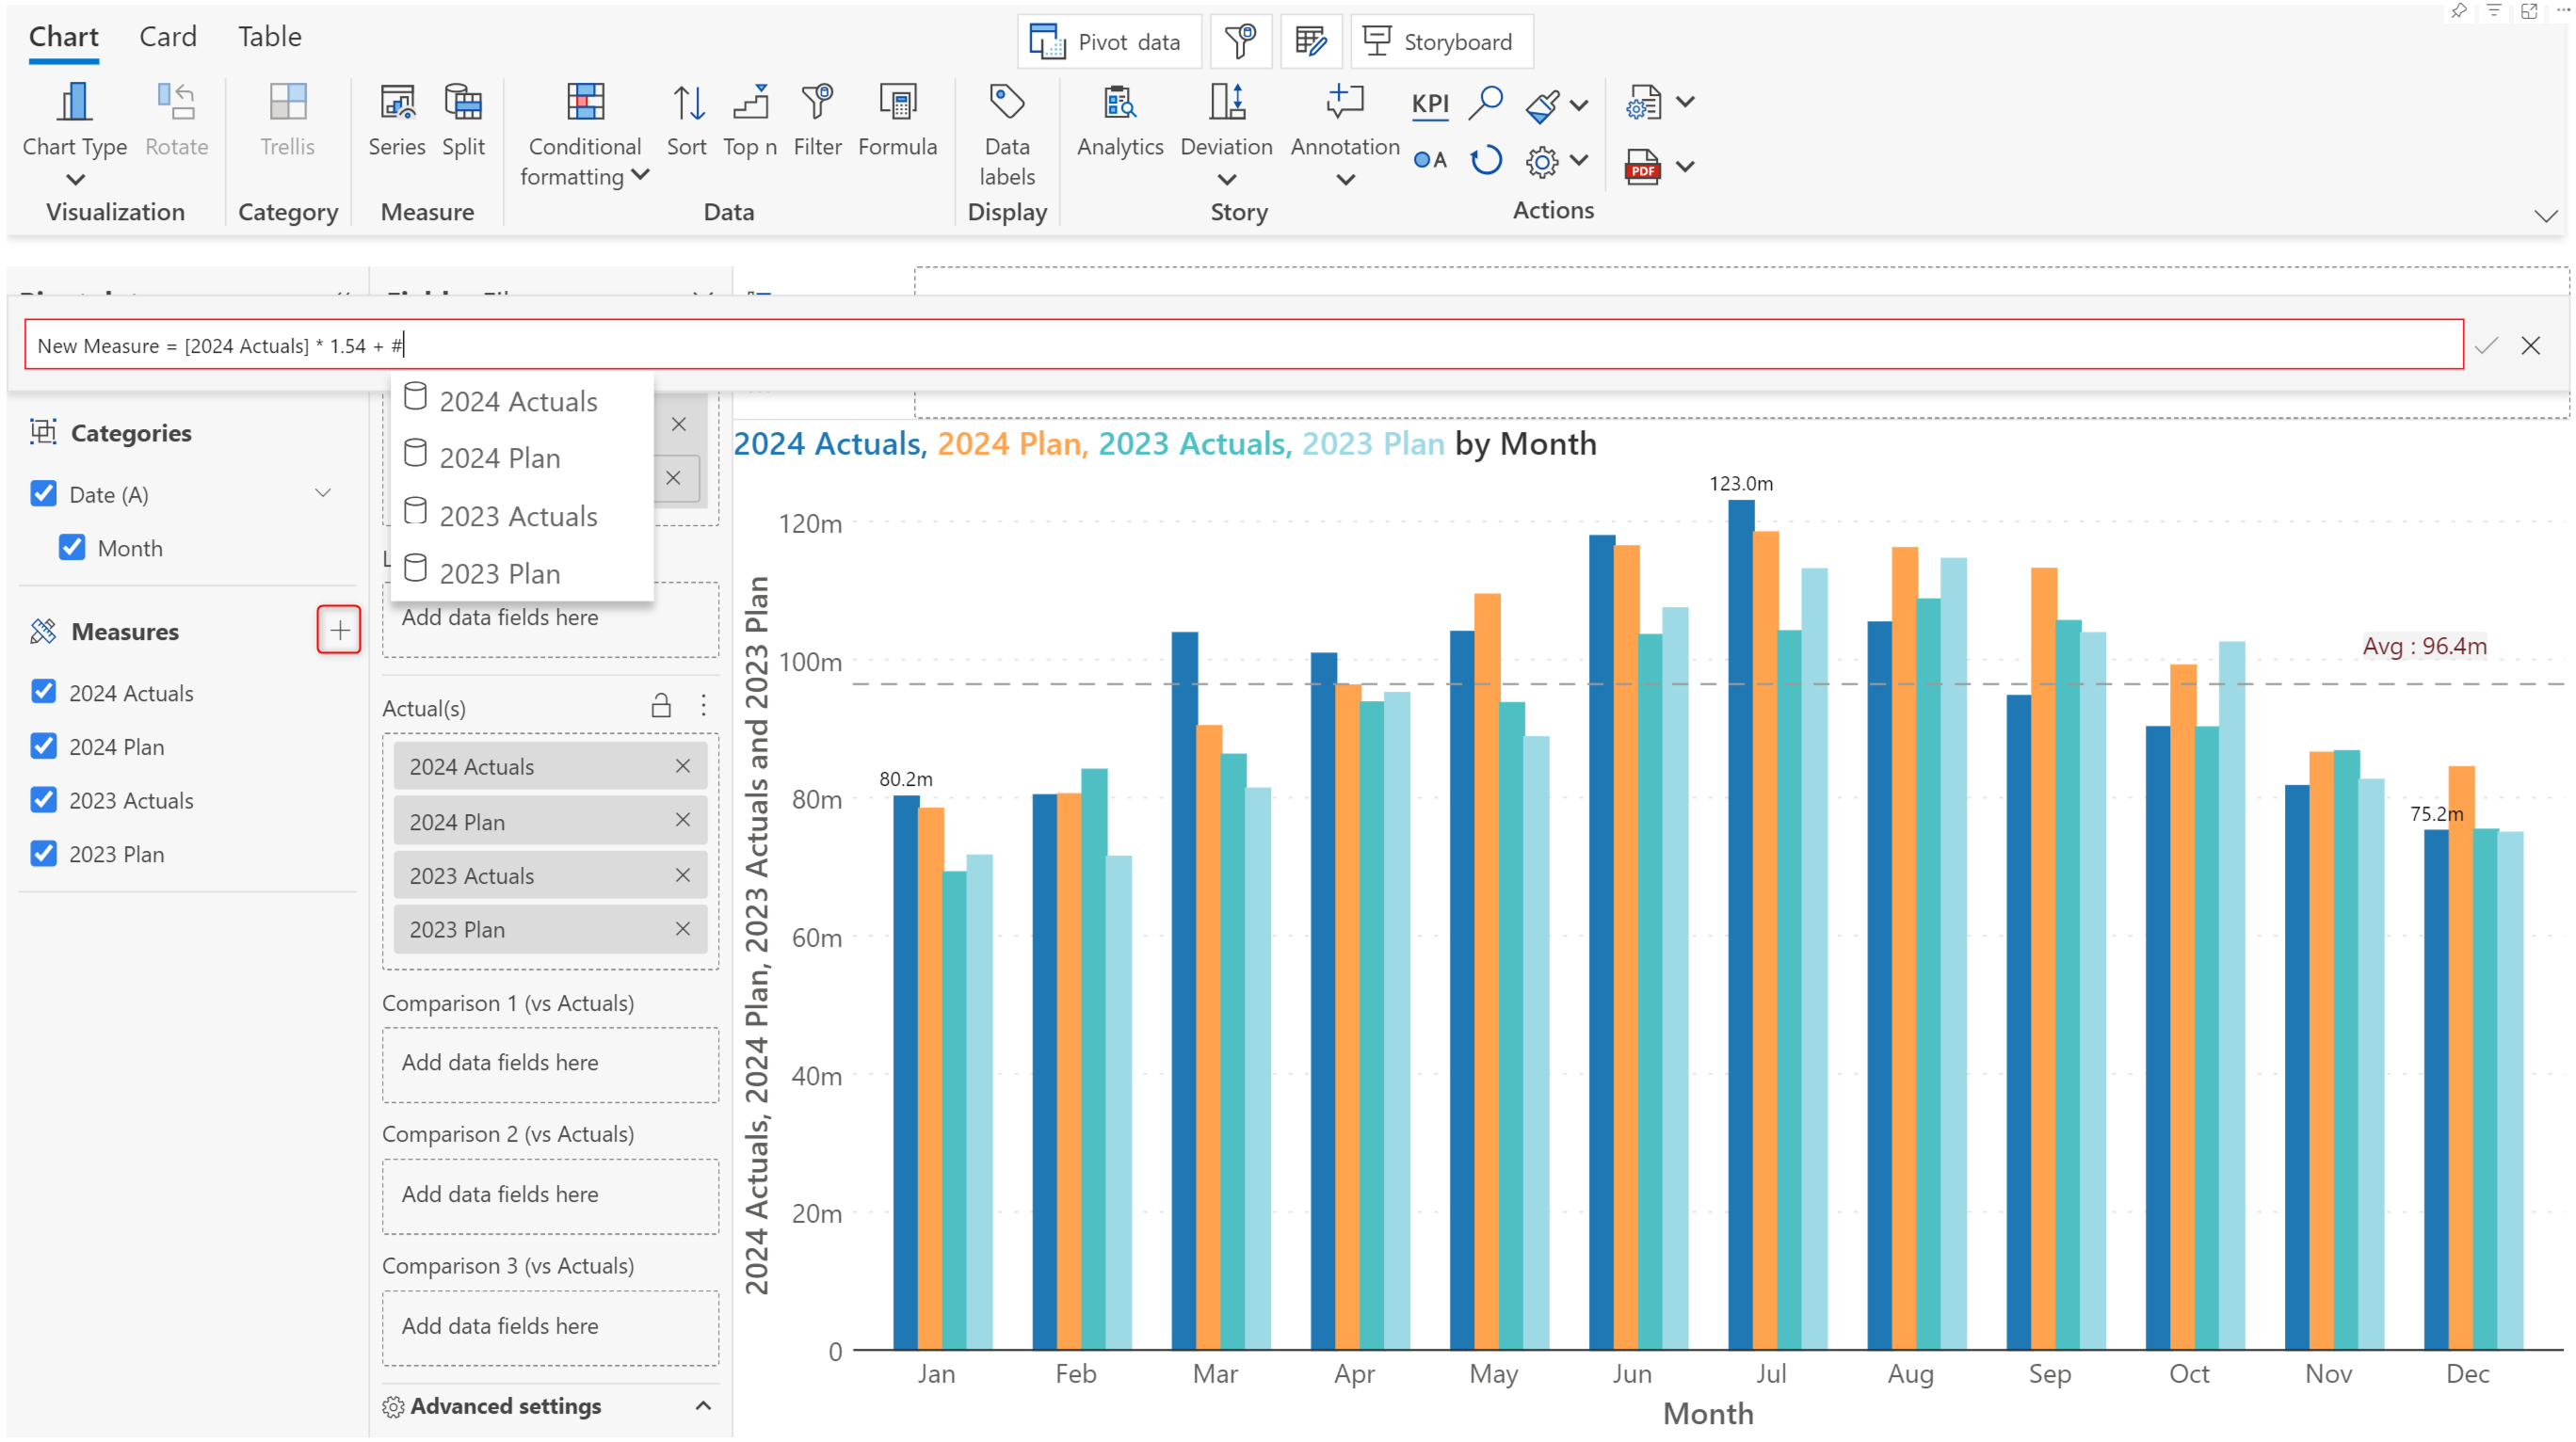 Chart Card Table
Pivot data
Storyboard
Chart Type
Rotate
Trellis
Series
Split
Conditional
formatting
Sort
Top n
Filter
Formula
Data
labels
Analytics
Deviation
Annotation
KPI
A
PDF
Visualization
Category
Measure
Data
Display
Story
Actions
New Measure = [2024 Actuals] * 1.54 + #
2024 Actuals
2024 Plan
2023 Actuals
2023 Plan
Categories
Date (A)
Month
Measures
2024 Actuals
2024 Plan
2023 Actuals
2023 Plan
Add data fields here
Actual(s)
2024 Actuals
2024 Plan
2023 Actuals
2023 Plan
Comparison 1 (vs Actuals)
Add data fields here
Comparison 2 (vs Actuals)
Add data fields here
Comparison 3 (vs Actuals)
Add data fields here
Advanced settings
2024 Actuals, 2024 Plan, 2023 Actuals, 2023 Plan by Month
2024 Actuals, 2024 Plan, 2023 Actuals and 2023 Plan
120m
100m
80m
60m
40m
20m
0
80.2m
123.0m
75.2m
Avg : 96.4m
Jan Feb Mar Apr May Jun Jul Aug Sep Oct Nov Dec
Month